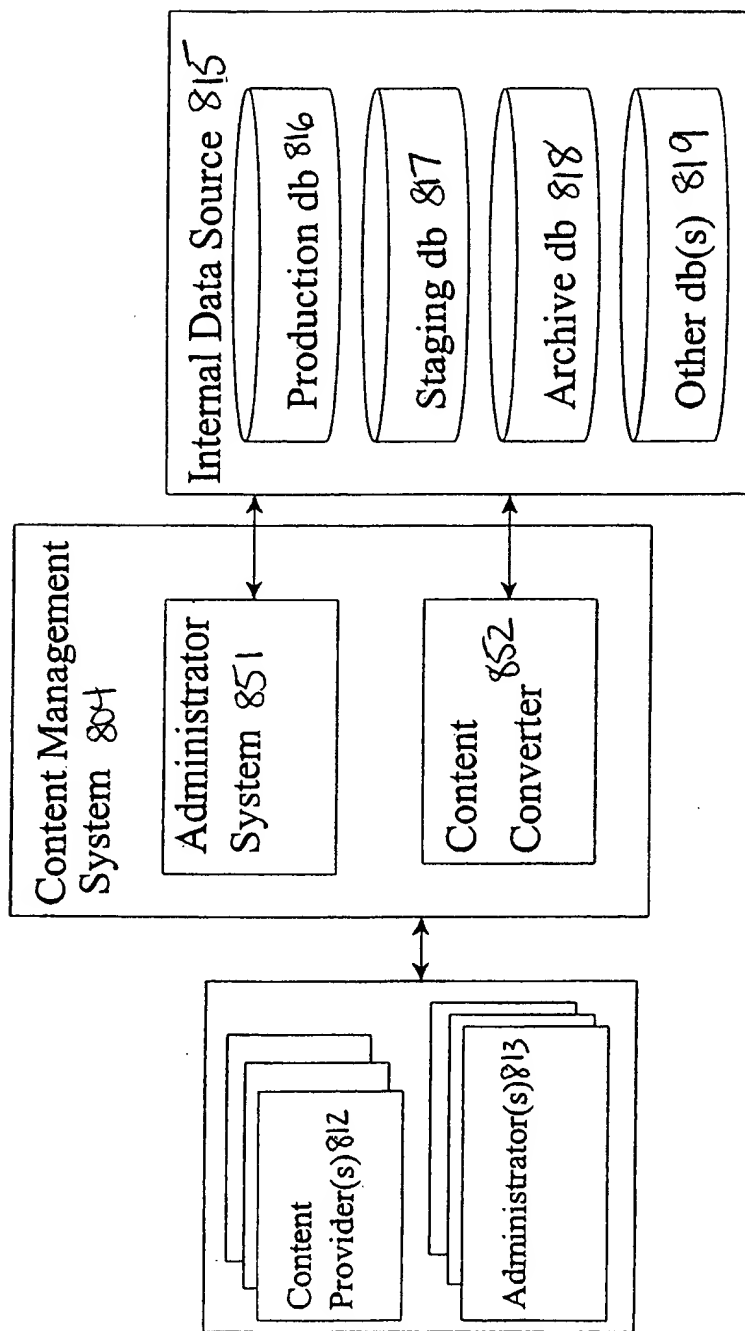 Content
Provider(s) 812
Administrator(s) 813
Content Management
System 804
Administrator
System 851
Content
Converter 852
Internal Data Source 815
Production db 816
Staging db 817
Archive db 818
Other db(s) 819